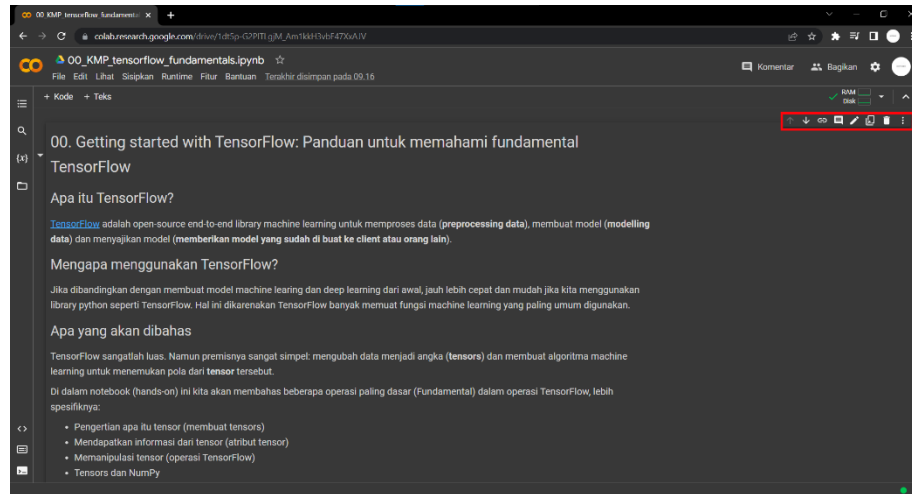 00_KMP_tensorflow_fundamental
colab.research.google.com/drive/
00_KMP_tensorflow_fundamentals.ipynb
File Edit Lihat Sisipkan Runtime Fitur Bantuan Terakhir disimpan pada 09.16
Komentar Bagikan
+ Kode + Teks
RAM
Disk
00. Getting started with TensorFlow: Panduan untuk memahami fundamental
TensorFlow
Apa itu TensorFlow?
TensorFlow adalah open-source end-to-end library machine learning untuk memproses data (preprocessing data), membuat model (modelling
data) dan menyajikan model (memberikan model yang sudah di buat ke client atau orang lain).
Mengapa menggunakan TensorFlow?
Jika dibandingkan dengan membuat model machine learing dan deep learning dari awal, jauh lebih cepat dan mudah jika kita menggunakan
library python seperti TensorFlow. Hal ini dikarenakan TensorFlow banyak memuat fungsi machine learning yang paling umum digunakan.
Apa yang akan dibahas
TensorFlow sangatlah luas. Namun premisnya sangat simpel: mengubah data menjadi angka (tensors) dan membuat algoritma machine
learning untuk menemukan pola dari tensor tersebut.
Di dalam notebook (hands-on) ini kita akan membahas beberapa operasi paling dasar (Fundamental) dalam operasi TensorFlow, lebih
spesifiknya:
• Pengertian apa itu tensor (membuat tensors)
• Mendapatkan informasi dari tensor (atribut tensor)
• Memanipulasi tensor (operasi TensorFlow)
• Tensors dan NumPy